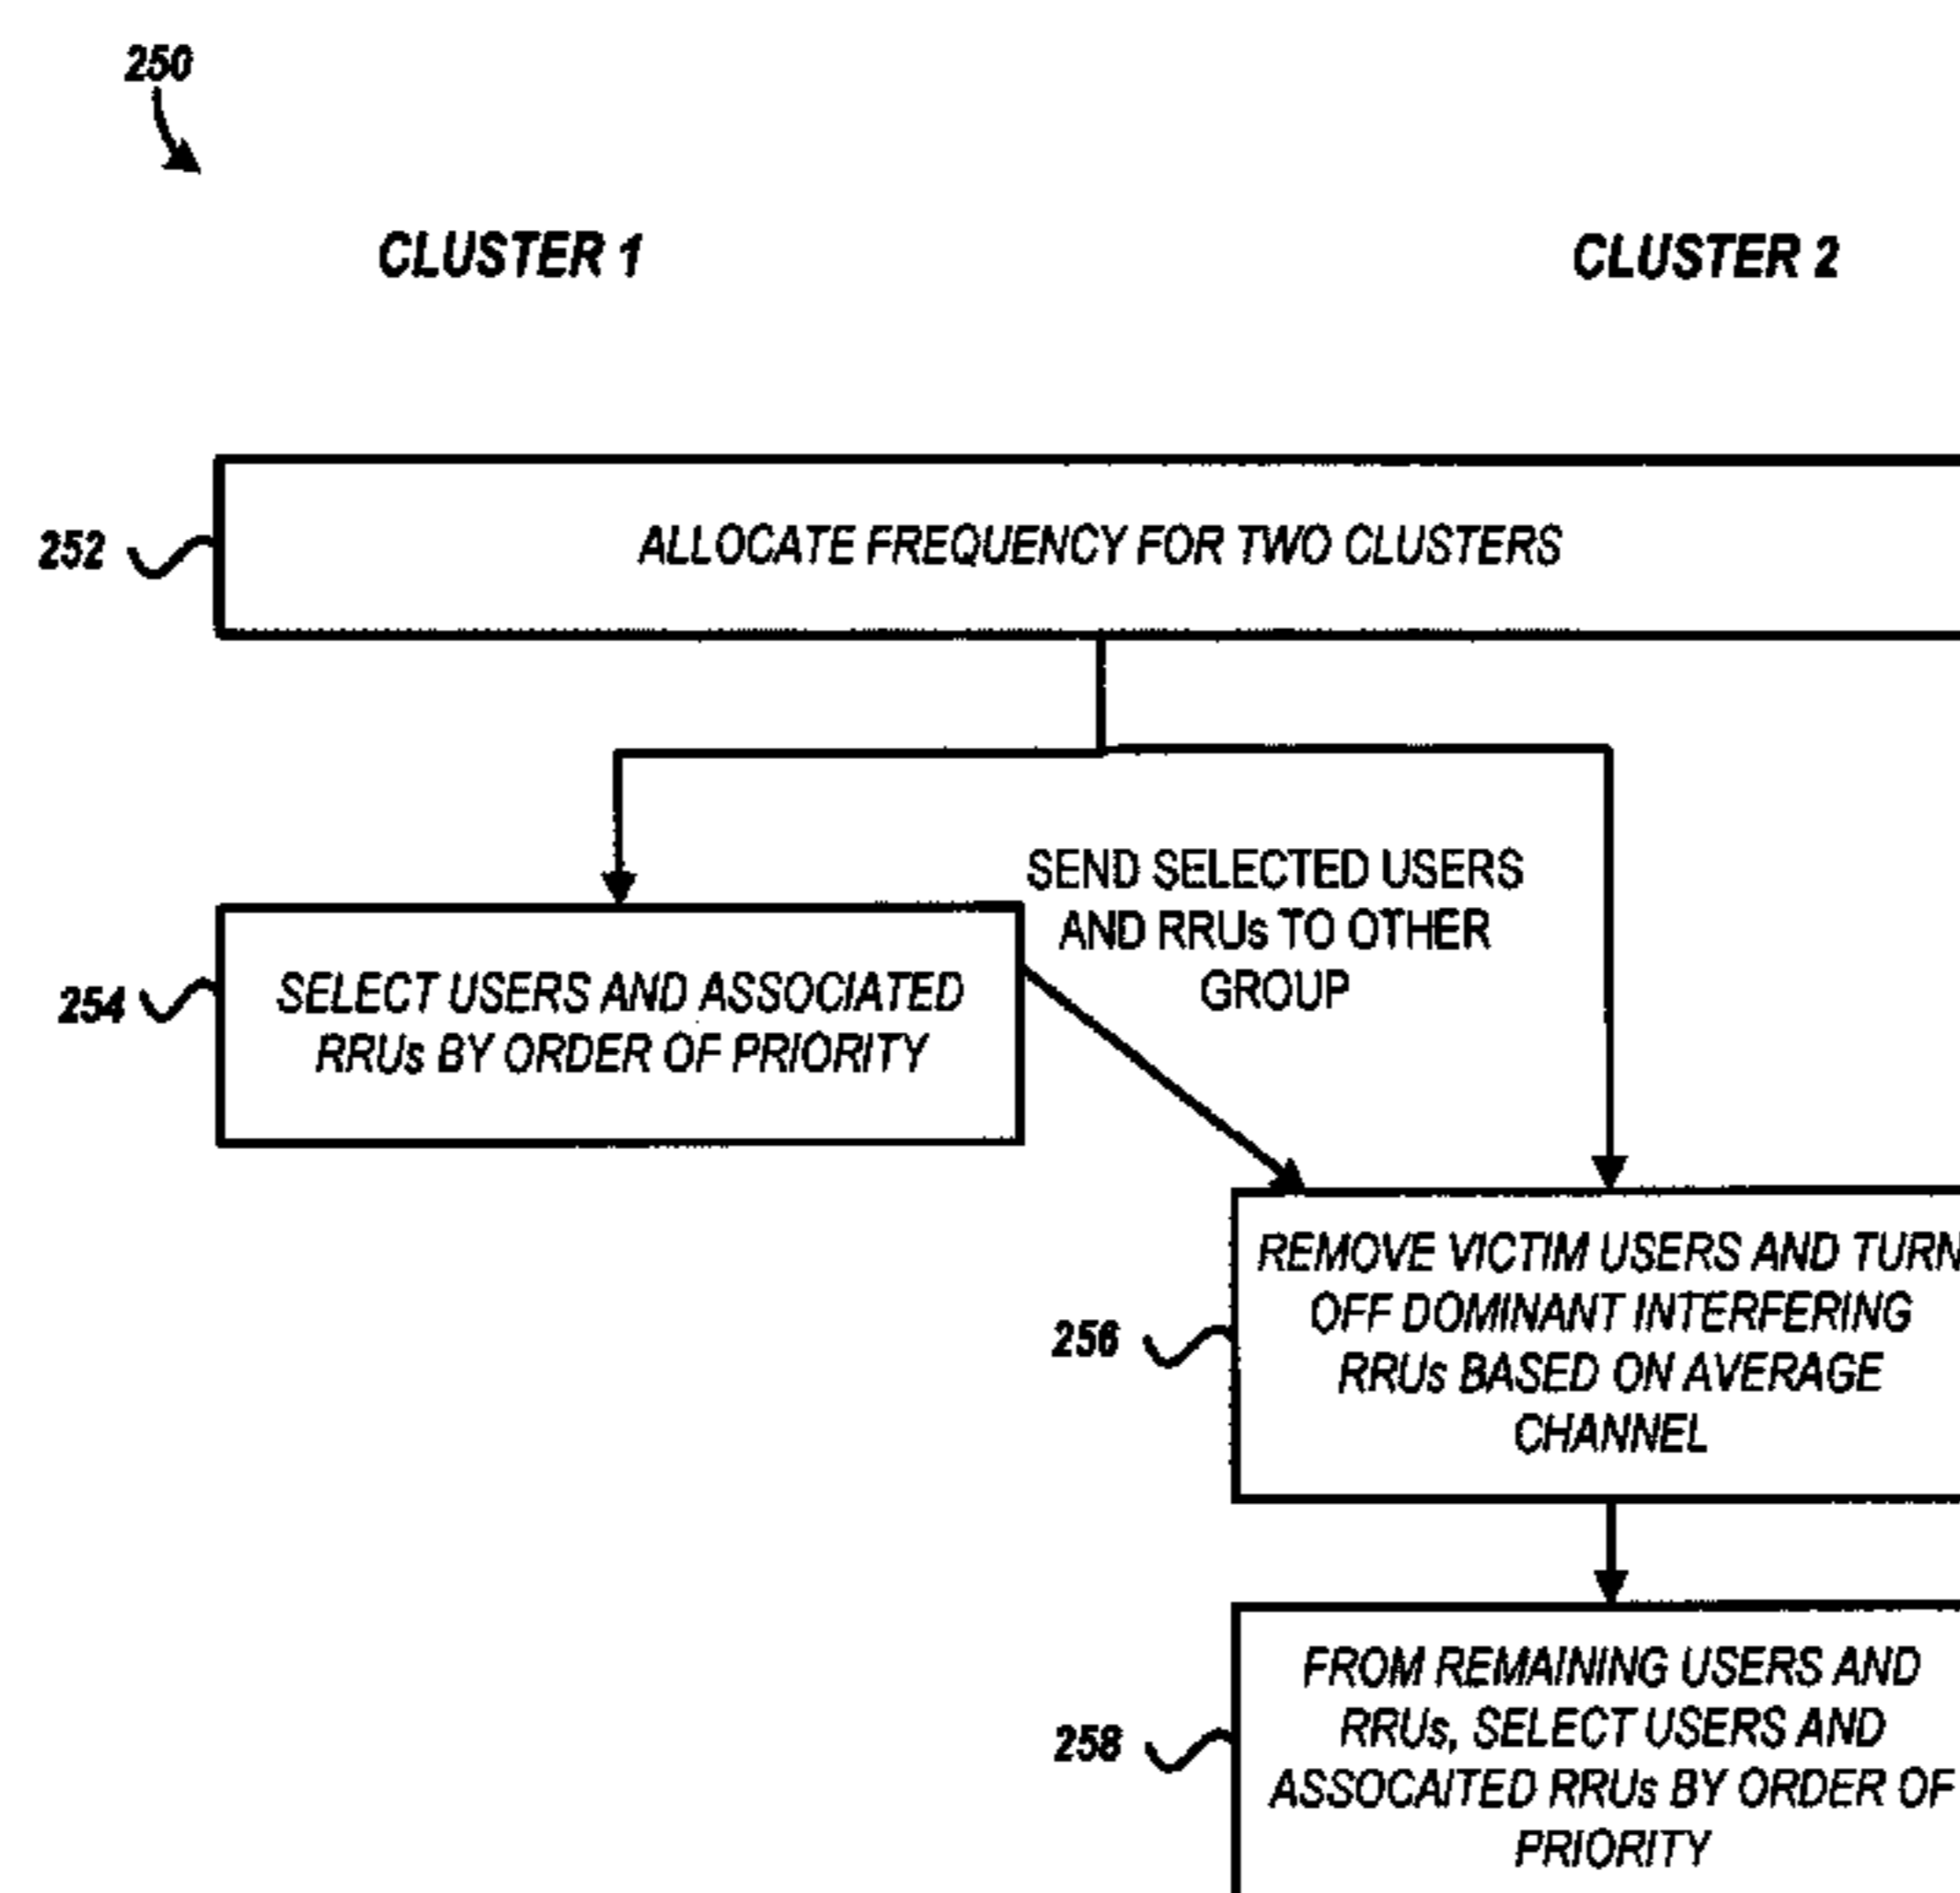 250
CLUSTER 1
CLUSTER 2
252
ALLOCATE FREQUENCY FOR TWO CLUSTERS
SEND SELECTED USERS
AND RRUs TO OTHER
GROUP
254
SELECT USERS AND ASSOCIATED
RRUs BY ORDER OF PRIORITY
256
REMOVE VICTIM USERS AND TURN
OFF DOMINANT INTERFERING
RRUs BASED ON AVERAGE
CHANNEL
258
FROM REMAINING USERS AND
RRUs, SELECT USERS AND
ASSOCAITED RRUs BY ORDER OF
PRIORITY